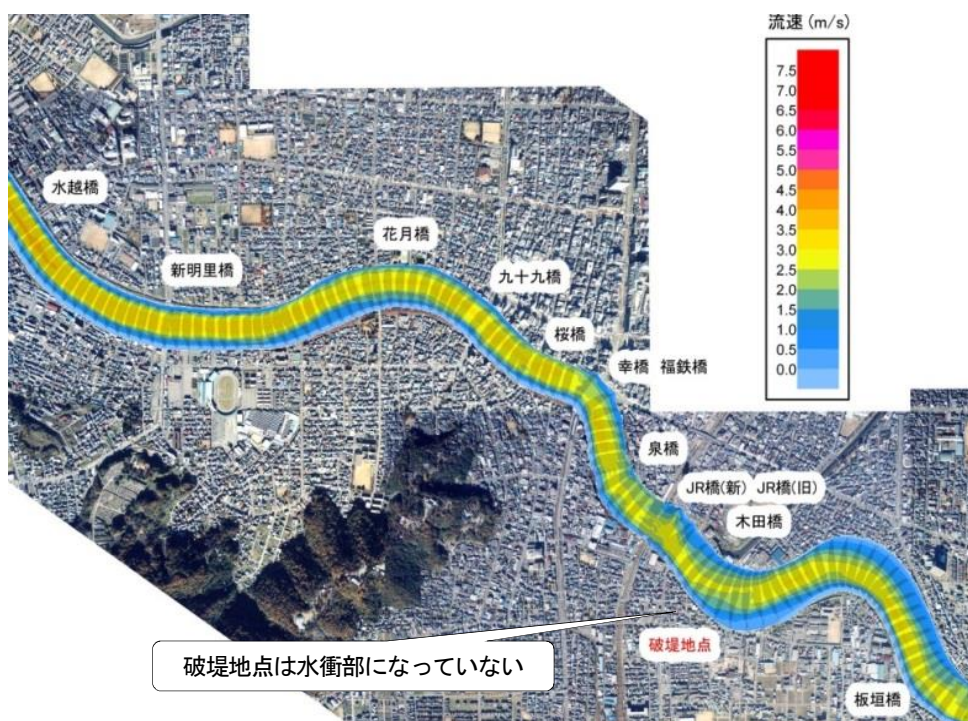 流速 (m/s)
7.5
7.0
6.5
6.0
5.5
5.0
4.5
4.0
3.5
3.0
2.5
2.0
1.5
1.0
0.5
0.0
水越橋
花月橋
新明里橋
九十九橋
桜橋
幸橋 福鉄橋
泉橋
JR橋(新) JR橋(旧)
木田橋
破堤地点
破堤地点は水衝部になっていない
板垣橋